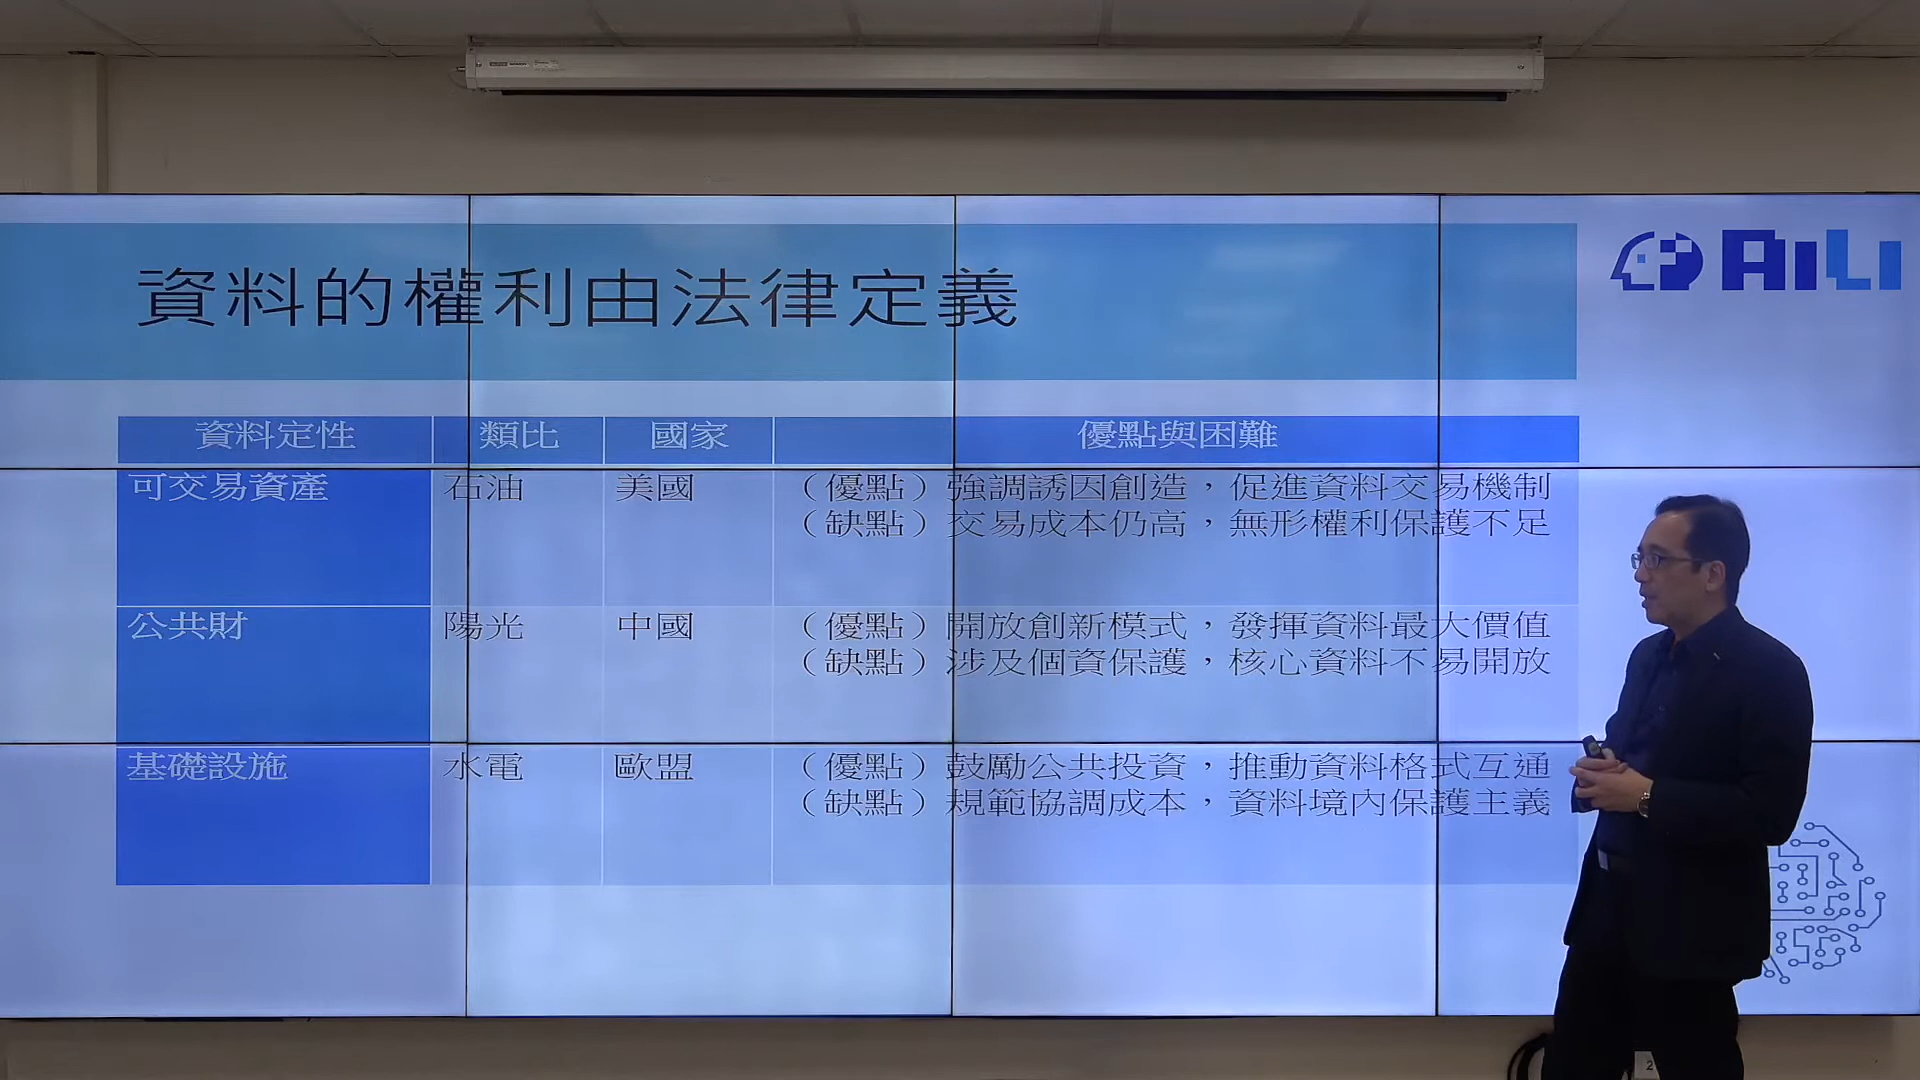 資料的權利由法律定義
AiLI
資料定性 類比 國家 優點與困難
可交易資產 石油 美國 (優點)強調誘因創造,促進資料交易機制
(缺點)交易成本仍高,無形權利保護不足
公共財 陽光 中國 (優點)開放創新模式,發揮資料最大價值
(缺點)涉及個資保護,核心資料不易開放
基礎設施 水電 歐盟 (優點)鼓勵公共投資,推動資料格式互通
(缺點)規範協調成本,資料境內保護主義
2